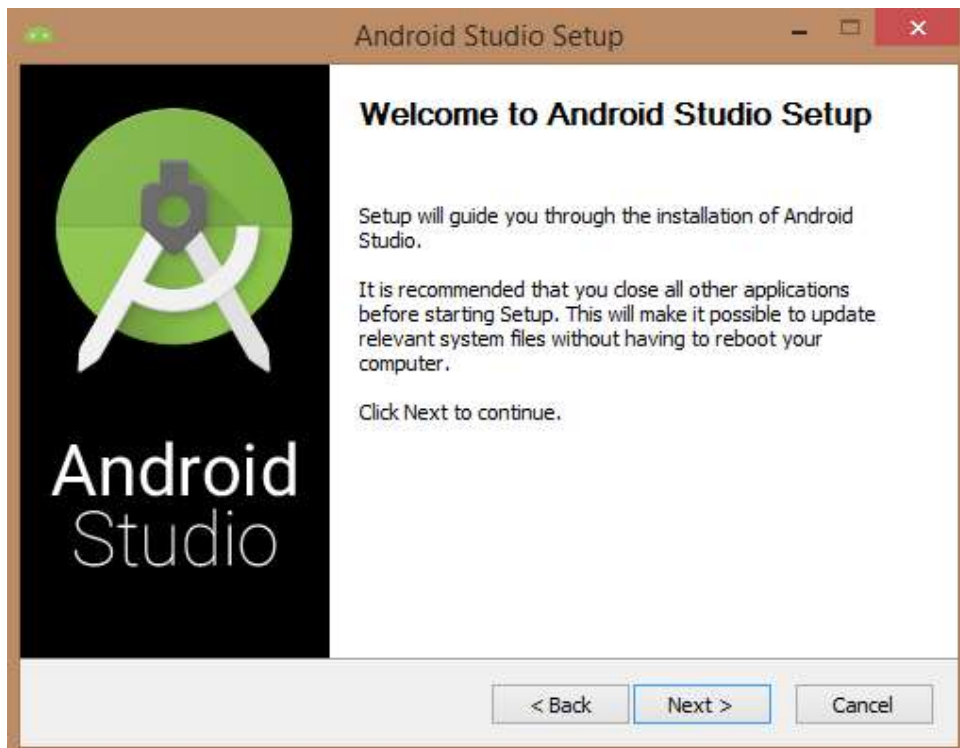 Android Studio Setup
Welcome to Android Studio Setup
Setup will guide you through the installation of Android
Studio.
It is recommended that you close all other applications
before starting Setup. This will make it possible to update
relevant system files without having to reboot your
computer.
Click Next to continue.
Android
Studio
< Back
Next >
Cancel